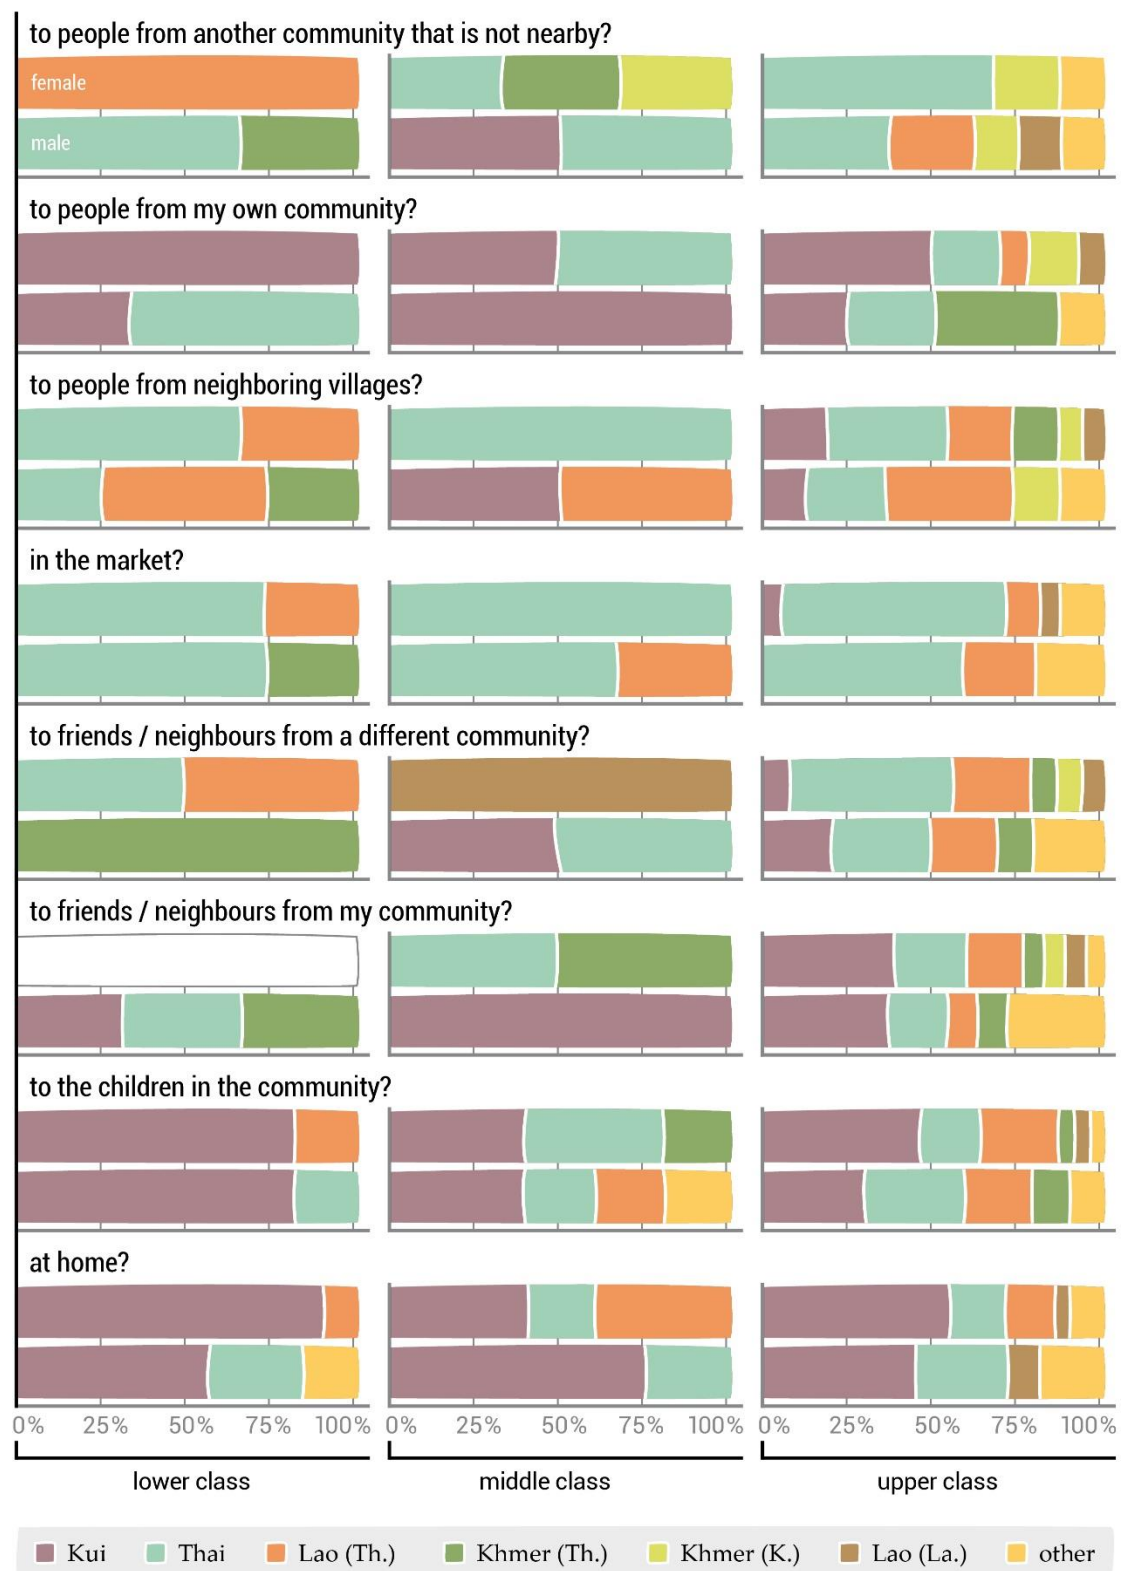 to people from another community that is not nearby?
female
male
to people from my own community?
to people from neighboring villages?
in the market?
to friends / neighbours from a different community?
to friends / neighbours from my community?
to the children in the community?
at home?
0% 25% 50% 75% 100% 0% 25% 50% 75% 100% 0% 25% 50% 75% 100%
lower class middle class upper class
Kui Thai Lao (Th.) Khmer (Th.) Khmer (K.) Lao (La.) other